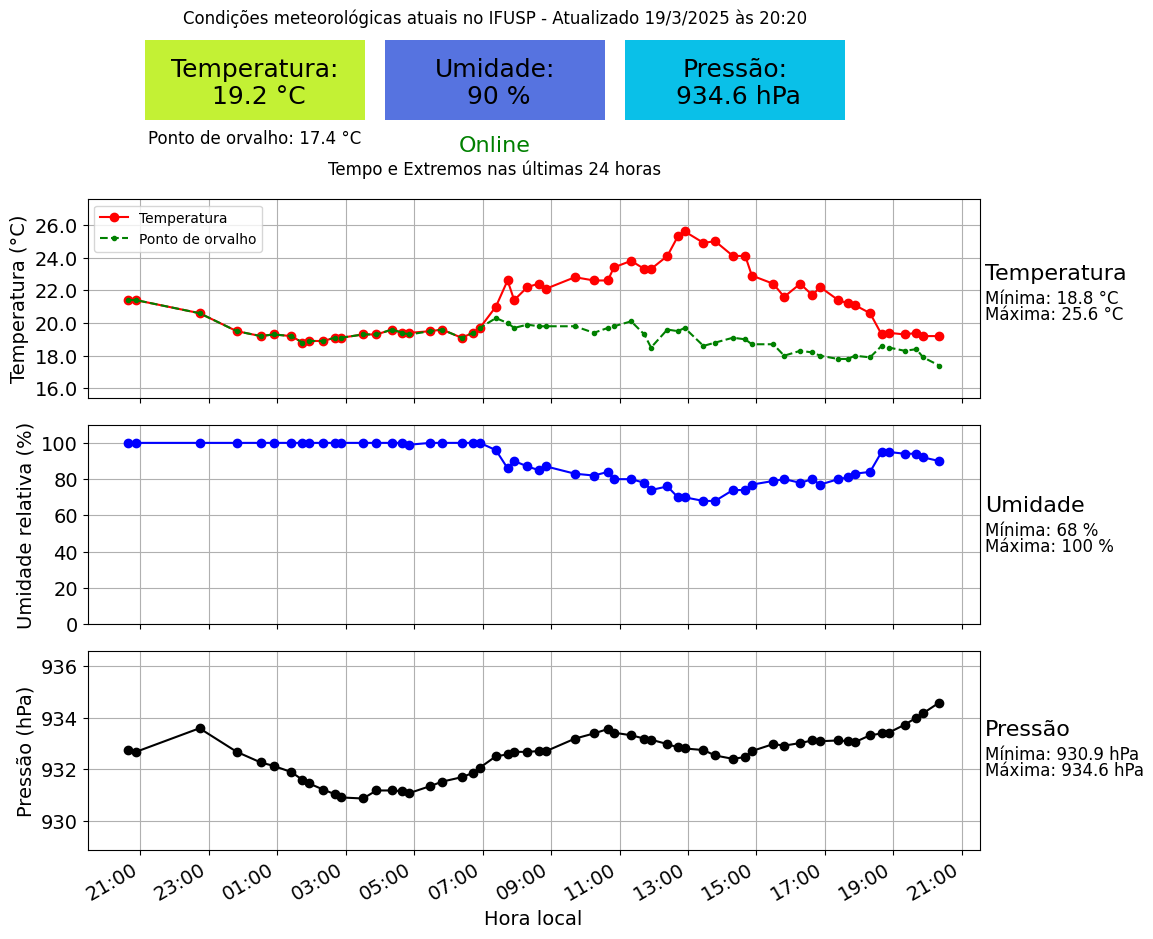 Condições meteorológicas atuais no IFUSP - Atualizado 19/3/2025 às 20:20
Temperatura:
19.2 °C
Umidade:
90 %
Pressão:
934.6 hPa
Ponto de orvalho: 17.4 °C
Online
Tempo e Extremos nas últimas 24 horas
Temperatura
Ponto de orvalho
Temperatura (°C)
26.0
24.0
22.0
20.0
18.0
16.0
Temperatura
Mínima: 18.8 °C
Máxima: 25.6 °C
Umidade relativa (%)
100
80
60
40
20
0
Umidade
Mínima: 68 %
Máxima: 100 %
Pressão (hPa)
936
934
932
930
Pressão
Mínima: 930.9 hPa
Máxima: 934.6 hPa
21:00
23:00
01:00
03:00
05:00
07:00
09:00
11:00
13:00
15:00
17:00
19:00
21:00
Hora local